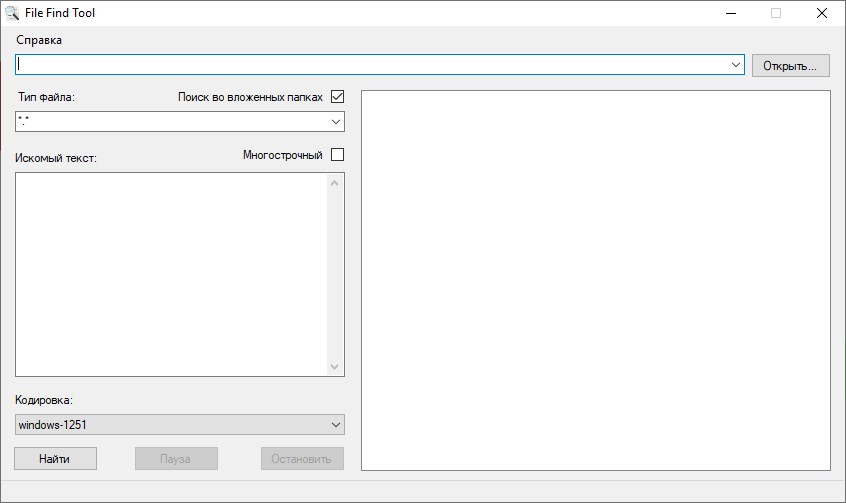 File Find Tool
Справка
Открыть...
Тип файла:
Поиск во вложенных папках
*.*
Искомый текст:
Многострочный
Кодировка:
windows-1251
Найти
Пауза
Остановить